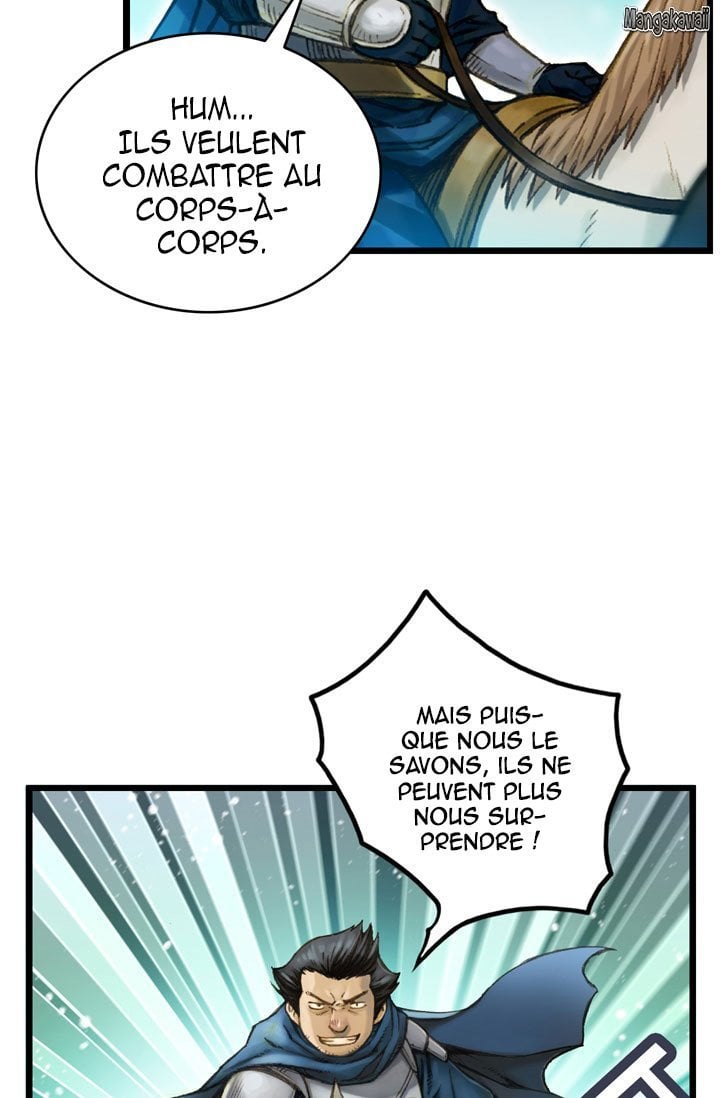 Mangakawaii
HUM...
ILS VEULENT
COMBATTRE AU
CORPS-À-
CORPS.
MAIS PUIS-
QUE NOUS LE
SAVONS, ILS NE
PEUVENT PLUS
NOUS SUR-
PRENDRE !